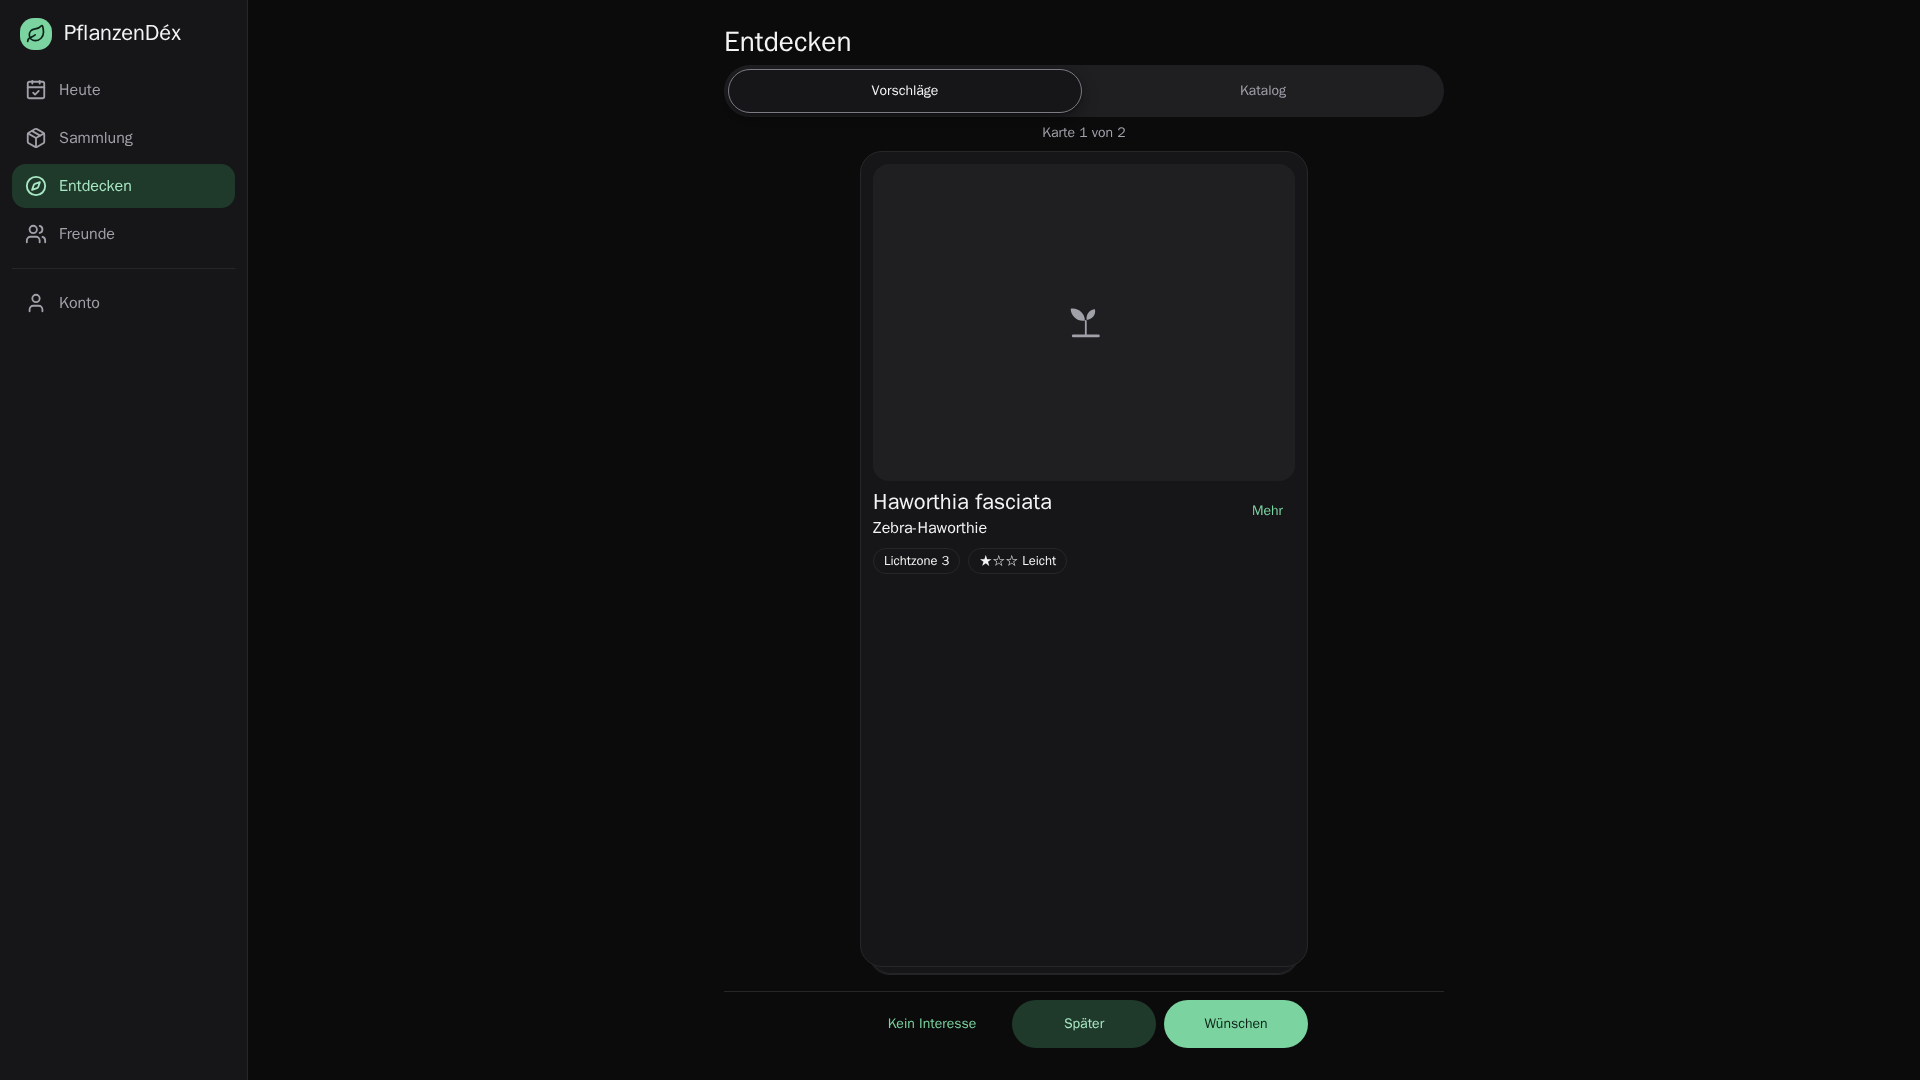 PflanzenDéx
Heute
Sammlung
Entdecken
Freunde
Konto
Entdecken
Vorschläge
Katalog
Karte 1 von 2
Haworthia fasciata
Mehr
Zebra-Haworthie
Lichtzone 3
★☆☆ Leicht
Kein Interesse
Später
Wünschen